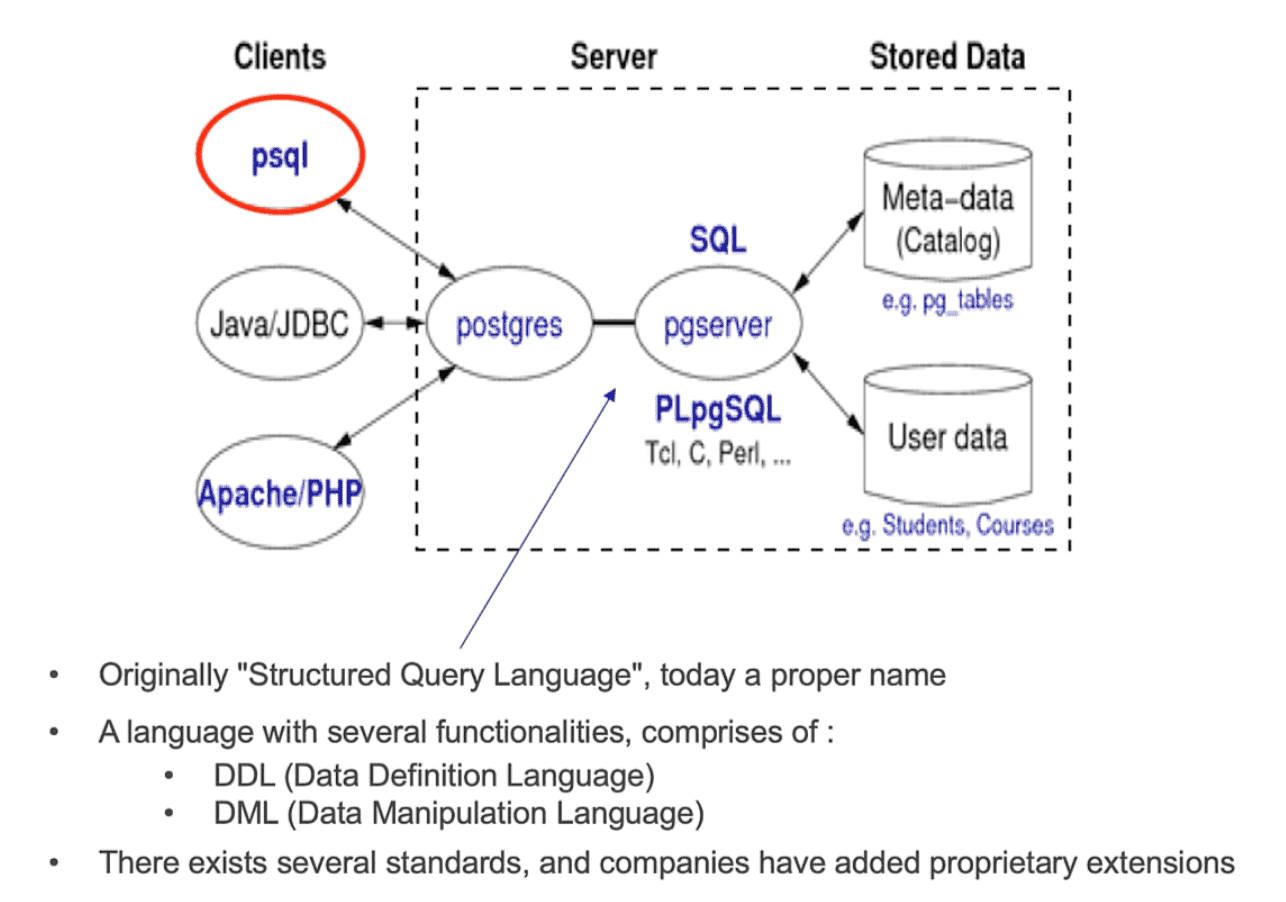 Clients
Server
Stored Data
psql
Meta-data
(Catalog)
SQL
e.g. pg_tables
Java/JDBC
postgres
pgserver
PLpgSQL
Tcl, C, Perl, ...
User data
Apache/PHP
e.g. Students, Courses
• Originally "Structured Query Language", today a proper name
• A language with several functionalities, comprises of :
• DDL (Data Definition Language)
• DML (Data Manipulation Language)
• There exists several standards, and companies have added proprietary extensions